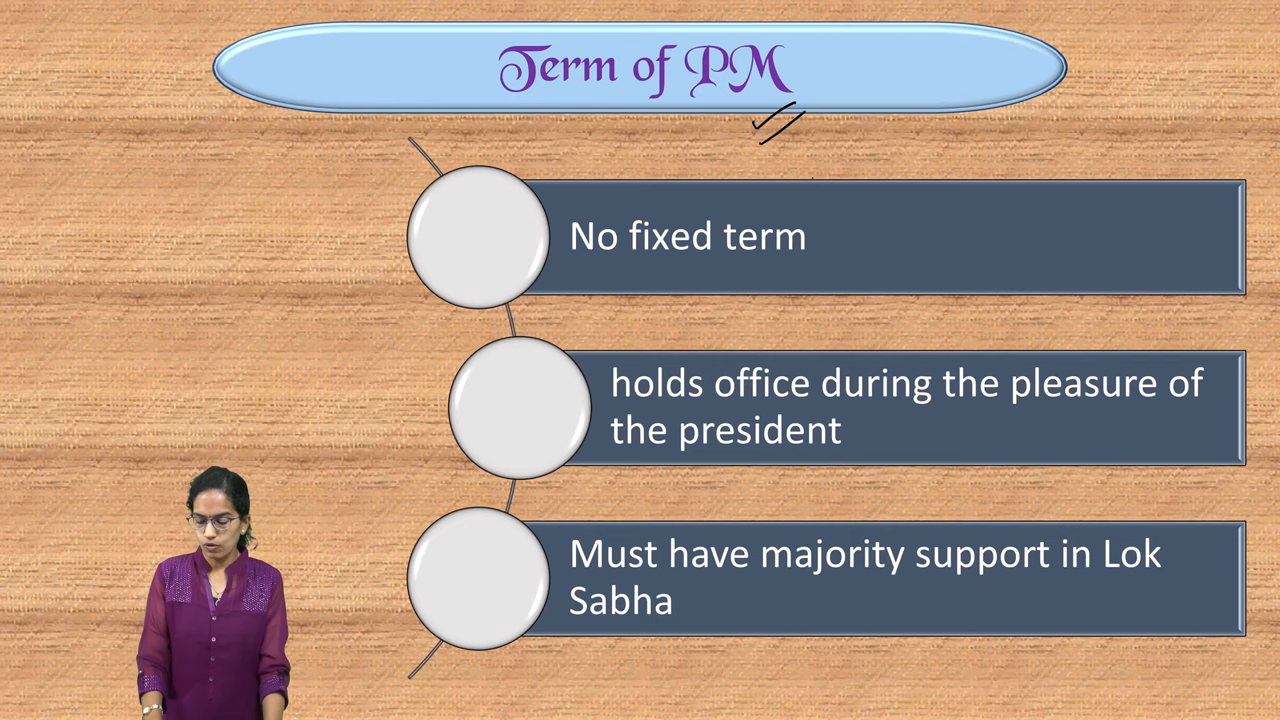 Term of PM
No fixed term
holds office during the pleasure of
the president
Must have majority support in Lok
Sabha